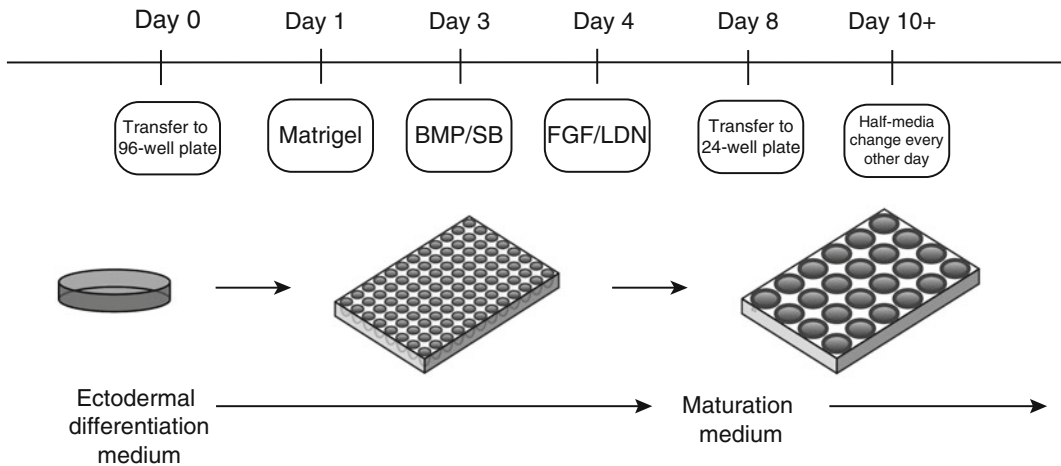 Day 0
Day 1
Day 3
Day 4
Day 8
Day 10+
Transfer to
96-well plate
Matrigel
BMP/SB
FGF/LDN
Transfer to
24-well plate
Half-media
change every
other day
Ectodermal
differentiation
medium
Maturation
medium